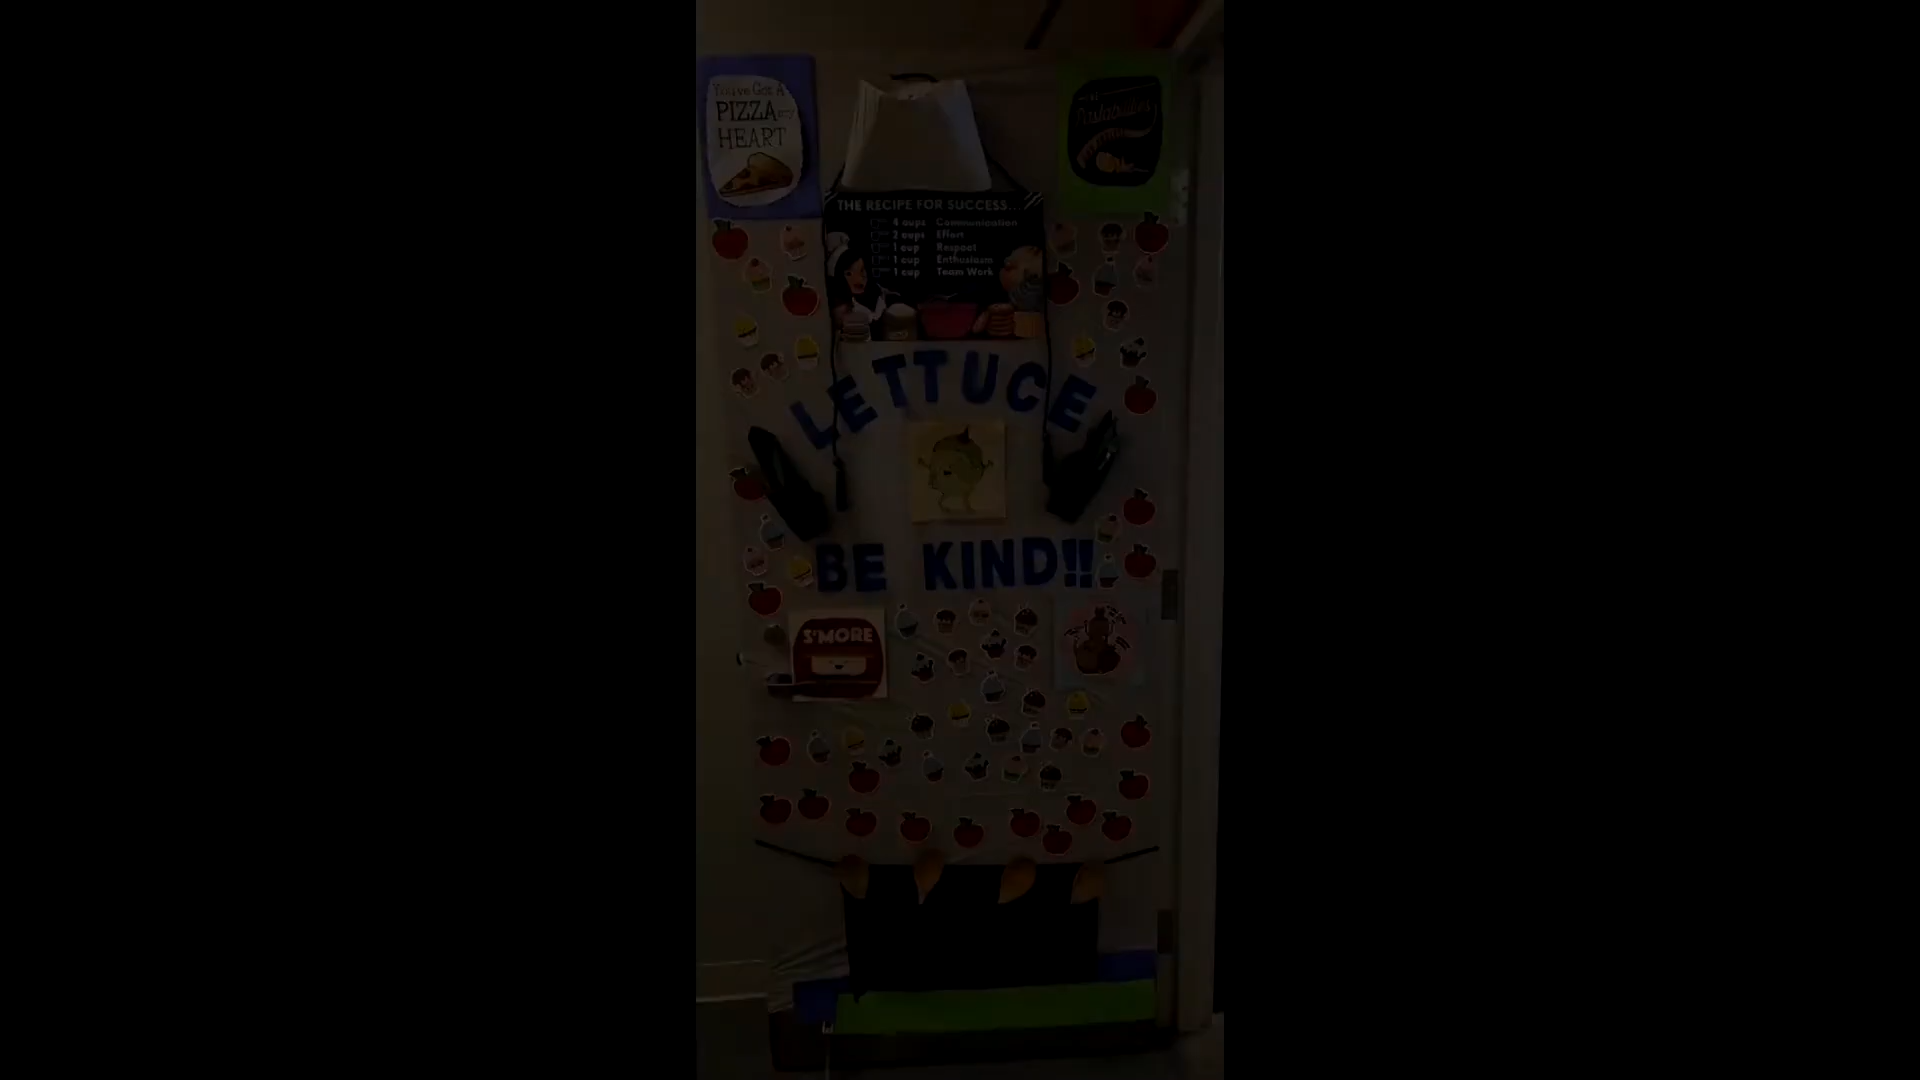 You've Got A
PIZZA MY
HEART
THE RECIPE FOR SUCCESS...
4 cups Communication
2 cups Effort
1 cup Respect
1 cup Enthusiasm
1 cup Team Work
LETTUCE
BE KIND!!
S'MORE